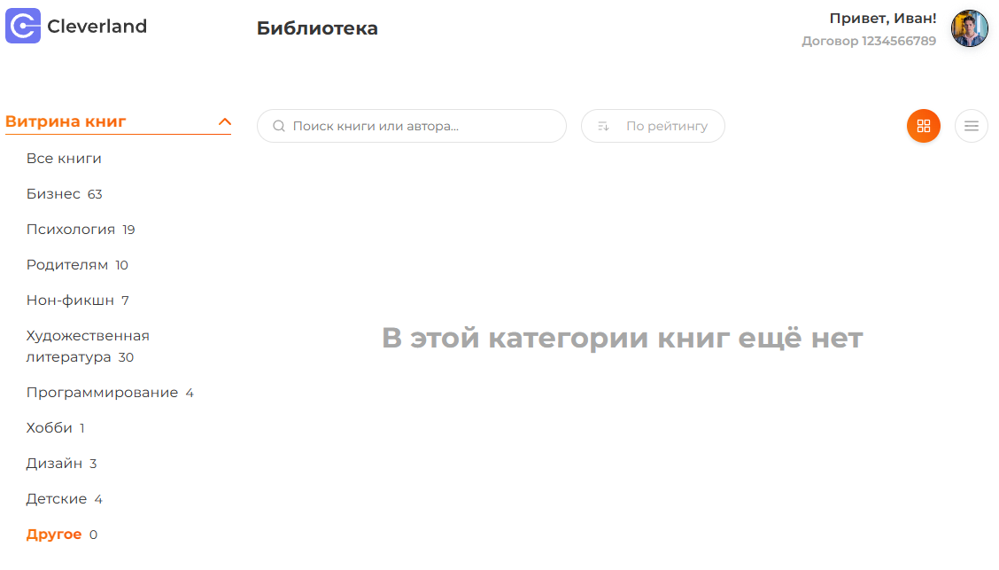 Cleverland
Библиотека
Привет, Иван!
Договор 1234566789
Витрина книг
Поиск книги или автора...
По рейтингу
Все книги
Бизнес 63
Психология 19
Родителям 10
Нон-фикшн 7
Художественная
литература 30
Программирование 4
Хобби 1
Дизайн 3
Детские 4
Другое 0
В этой категории книг ещё нет